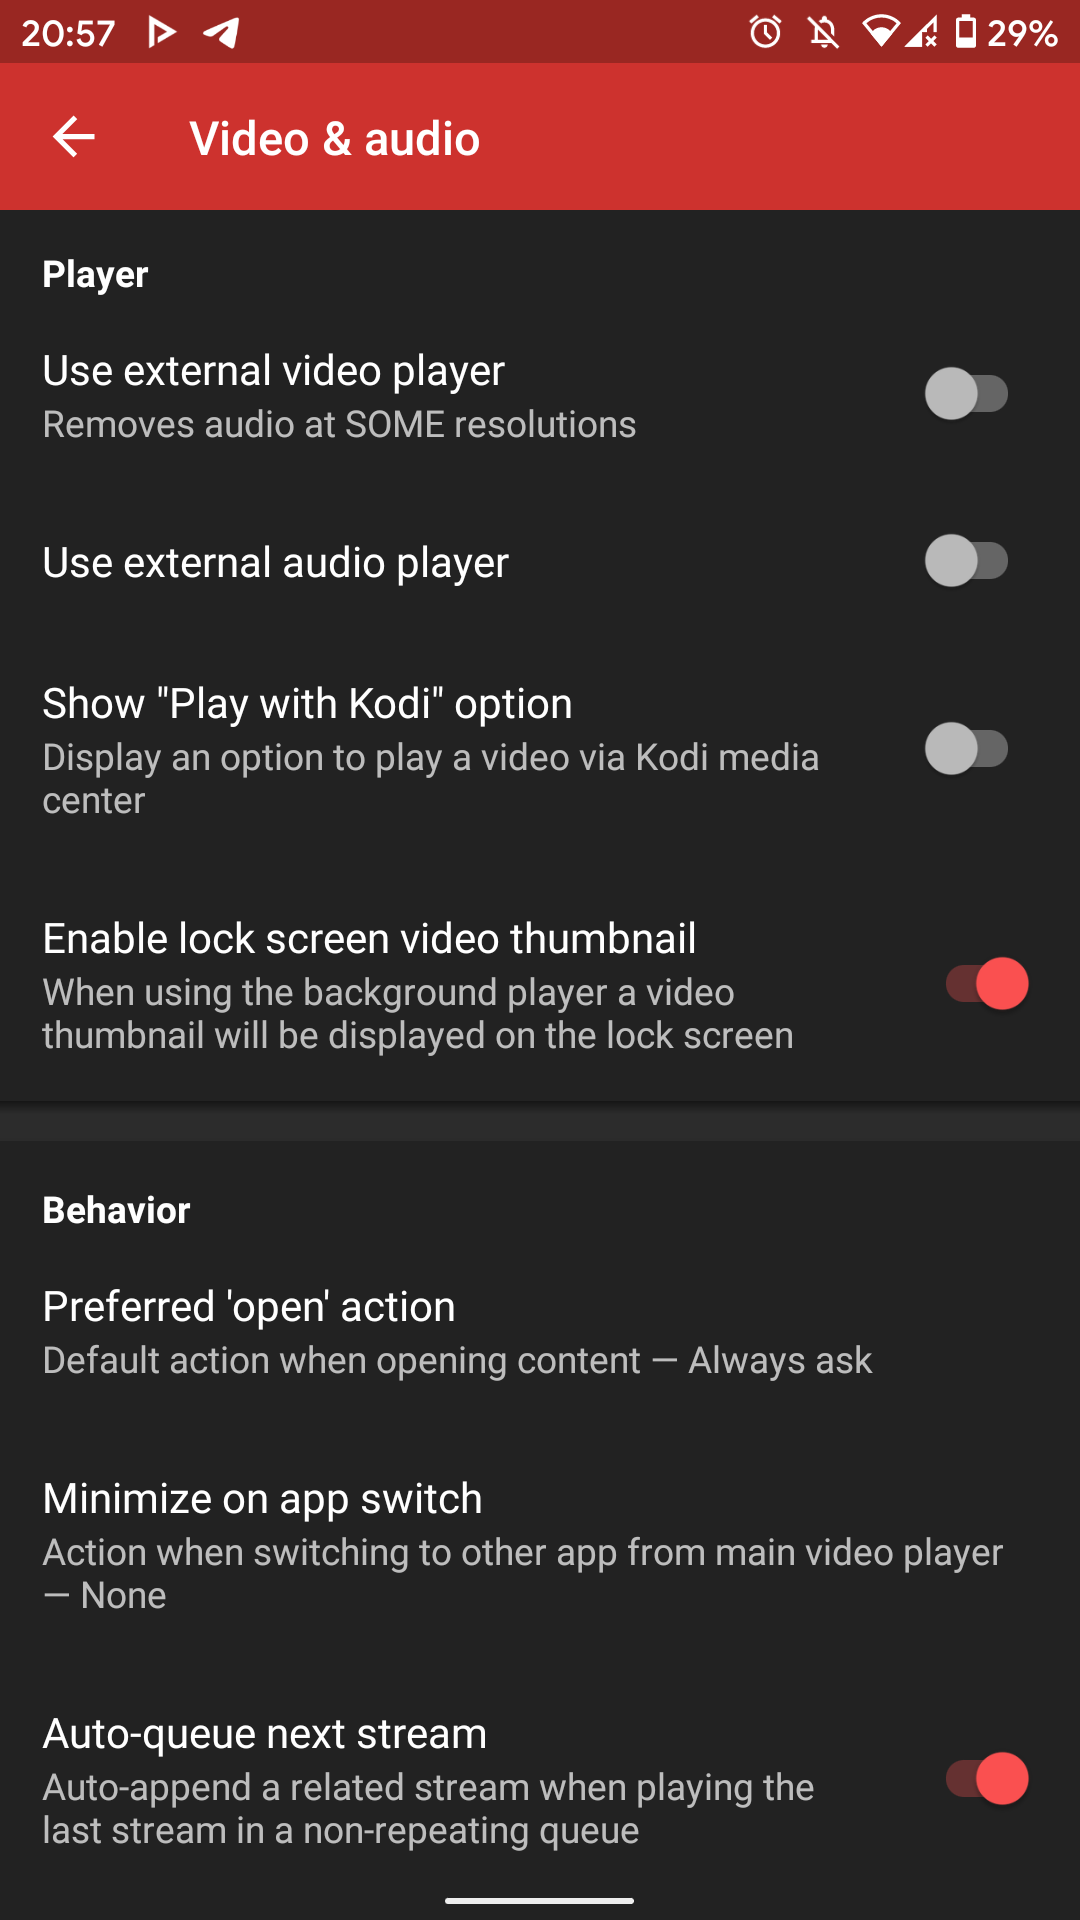 20:57
29%
Video & audio
Player
Use external video player
Removes audio at SOME resolutions
Use external audio player
Show "Play with Kodi" option
Display an option to play a video via Kodi media
center
Enable lock screen video thumbnail
When using the background player a video
thumbnail will be displayed on the lock screen
Behavior
Preferred 'open' action
Default action when opening content — Always ask
Minimize on app switch
Action when switching to other app from main video player
— None
Auto-queue next stream
Auto-append a related stream when playing the
last stream in a non-repeating queue